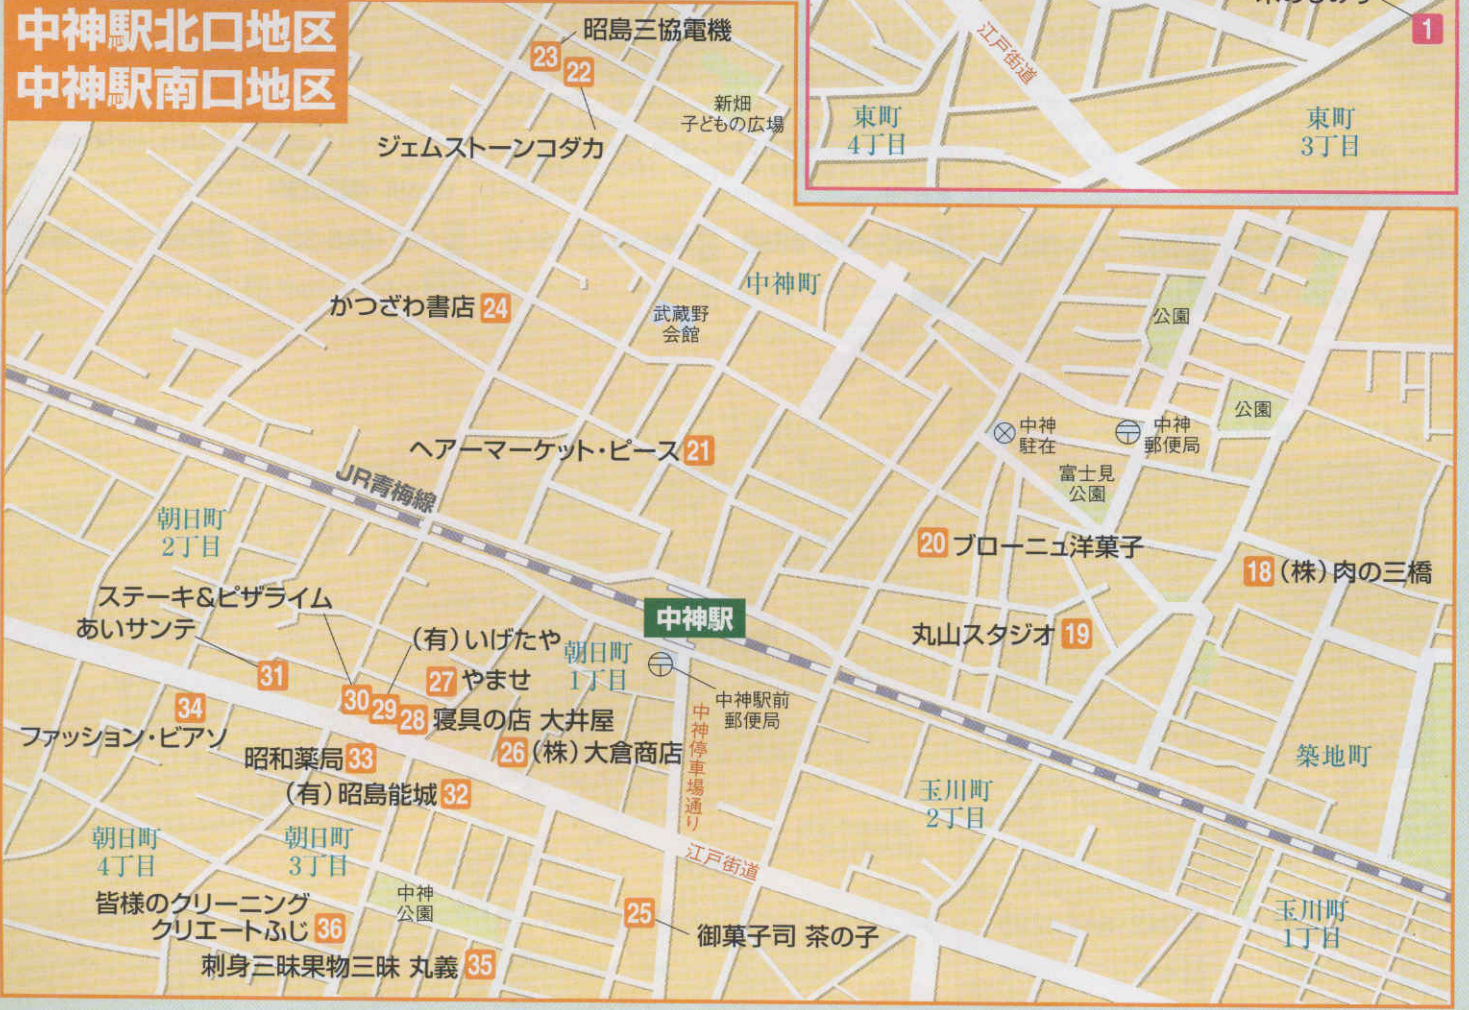 中神駅北口地区
中神駅南口地区
昭島三協電機
23
22
ジェムストーンコダカ
新畑
子どもの広場
江戸街道
1
東町
4丁目
東町
3丁目
かつざわ書店 24
武蔵野
会館
中神町
公園
公園
中神
駐在
中神
郵便局
富士見
公園
ヘアーマーケット・ピース 21
JR青梅線
朝日町
2丁目
20 ブローニュ洋菓子
18 (株)肉の三橋
ステーキ&ピザライム
あいサンテ
中神駅
丸山スタジオ 19
(有)いげたや
朝日町
1丁目
31
27 やませ
30
29
28 寝具の店 大井屋
中神駅前
郵便局
34
ファッション・ビアソ
昭和薬局 33
26 (株)大倉商店
中神停車場通り
築地町
(有)昭島能城 32
玉川町
2丁目
朝日町
4丁目
朝日町
3丁目
江戸街道
中神
公園
皆様のクリーニング
クリエートふじ 36
25
御菓子司 茶の子
玉川町
1丁目
刺身三昧果物三昧 丸義 35